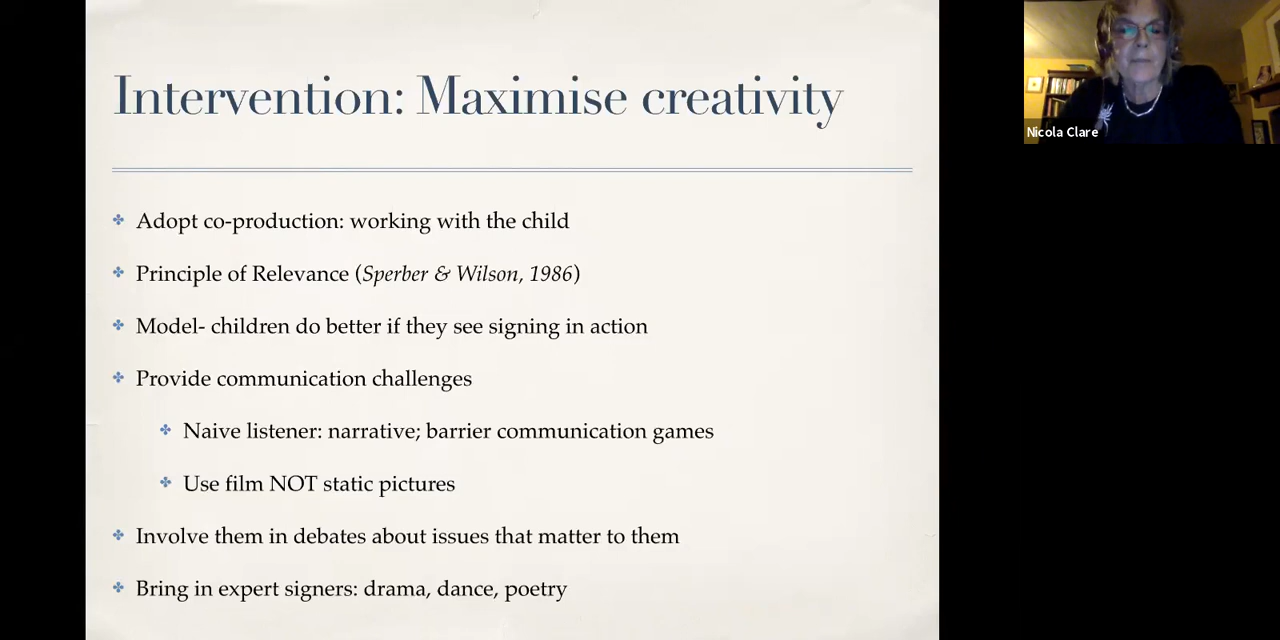 Intervention: Maximise creativity
Adopt co-production: working with the child
Principle of Relevance (Sperber & Wilson, 1986)
Model- children do better if they see signing in action
Provide communication challenges
Naive listener: narrative; barrier communication games
Use film NOT static pictures
Involve them in debates about issues that matter to them
Bring in expert signers: drama, dance, poetry
Nicola Clare